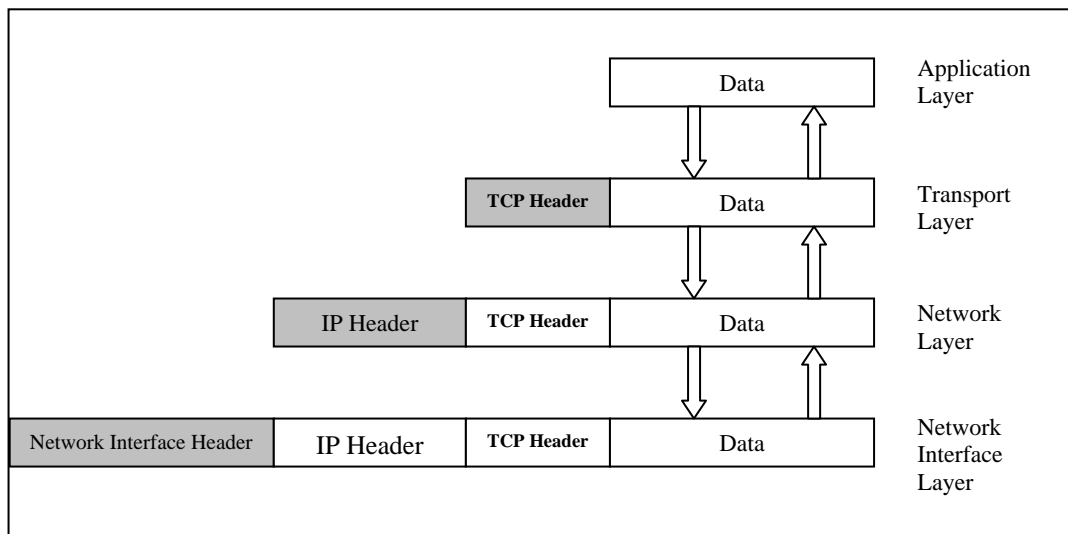 Data
Application
Layer
TCP Header
Data
Transport
Layer
IP Header
TCP Header
Data
Network
Layer
Network Interface Header
IP Header
TCP Header
Data
Network
Interface
Layer